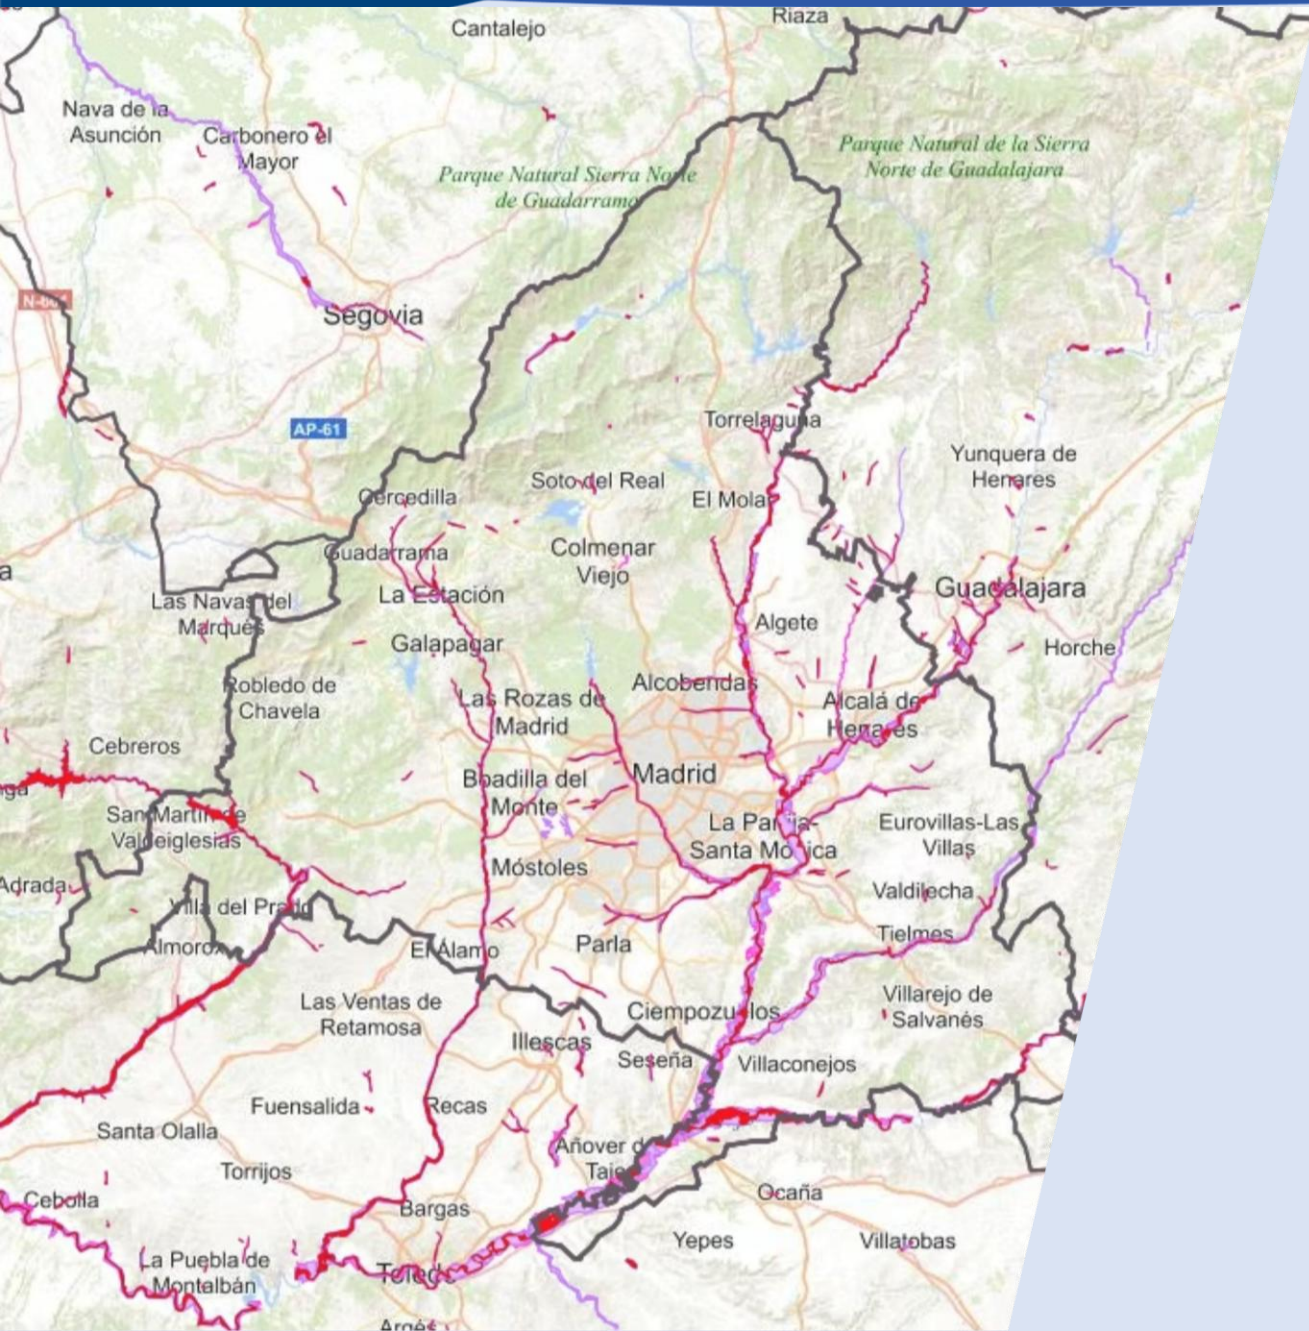 Cantalejo
Riaza
Nava de la
Asunción
Carbonero el
Mayor
Parque Natural de la Sierra
Norte de Guadalajara
Parque Natural Sierra Norte
de Guadarrama
N-601
Segovia
AP-61
Torrelaguna
Yunquera de
Henares
Soto del Real
El Molar
Cercedilla
Guadarrama
Colmenar
Viejo
a
Guadalajara
La Estación
Las Navas del
Marqués
Algete
Galapagar
Horche
Robledo de
Chavela
Alcobendas
Las Rozas de
Madrid
Alcalá de
Henares
Cebreros
Madrid
Boadilla del
Monte
San Martín de
Valdeiglesias
La Poveda-
Santa Mónica
Eurovillas-Las
Villas
Móstoles
Adrada
Valdilecha
Villa del Prado
Almorox
El Álamo
Parla
Tielmes
Las Ventas de
Retamosa
Villarejo de
Salvanés
Ciempozuelos
Illescas
Seseña
Villaconejos
Fuensalida
Recas
Santa Olalla
Añover de
Tajo
Torrijos
Cebolla
Ocaña
Bargas
Yepes
Villatobas
La Puebla de
Montalbán
Toledo
Argés